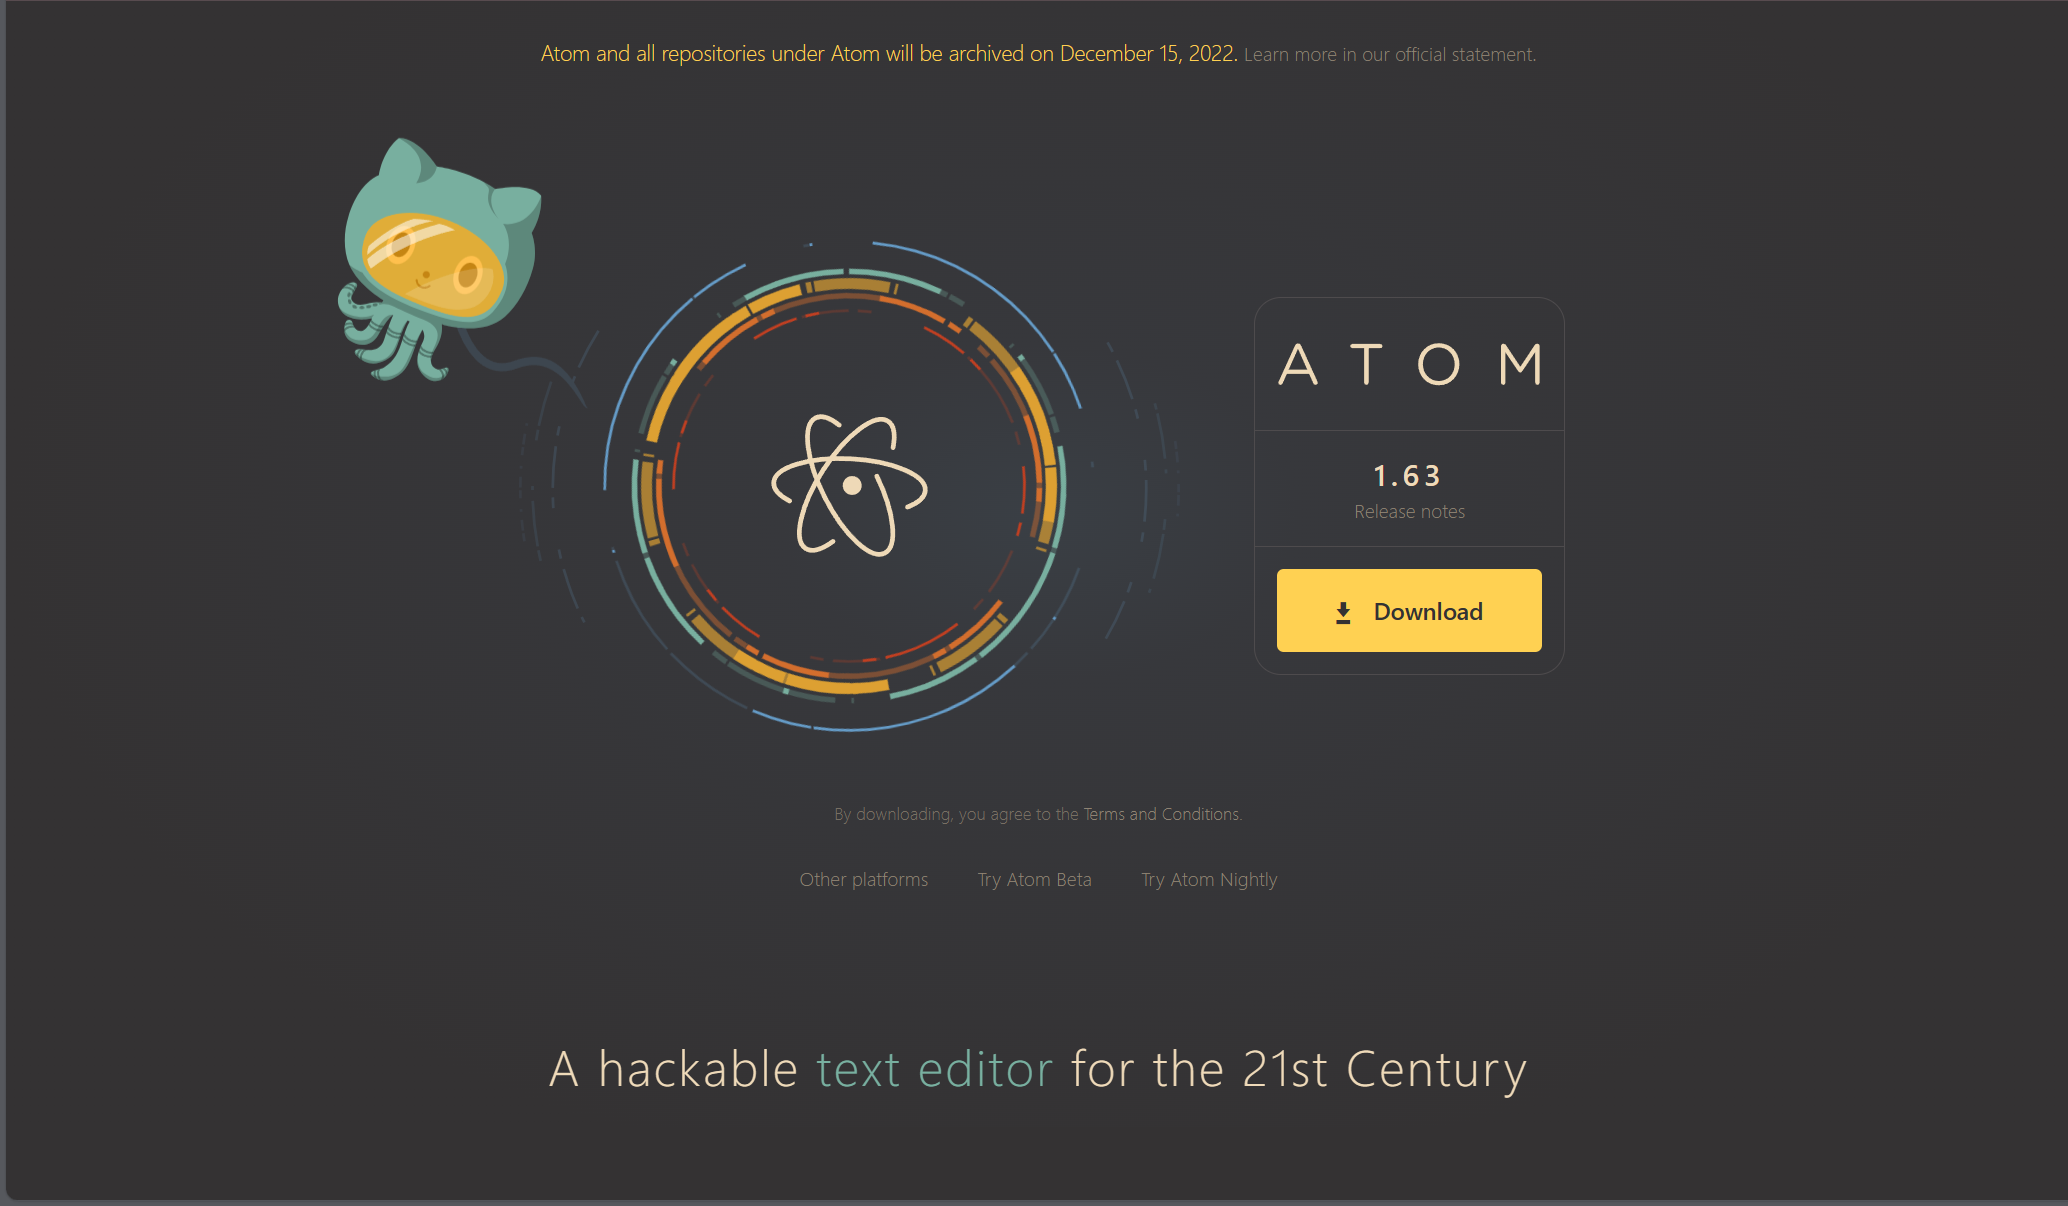 Atom and all repositories under Atom will be archived on December 15, 2022. Learn more in our official statement.
ATOM
1.63
Release notes
Download
By downloading, you agree to the Terms and Conditions.
Other platforms Try Atom Beta Try Atom Nightly
A hackable text editor for the 21st Century